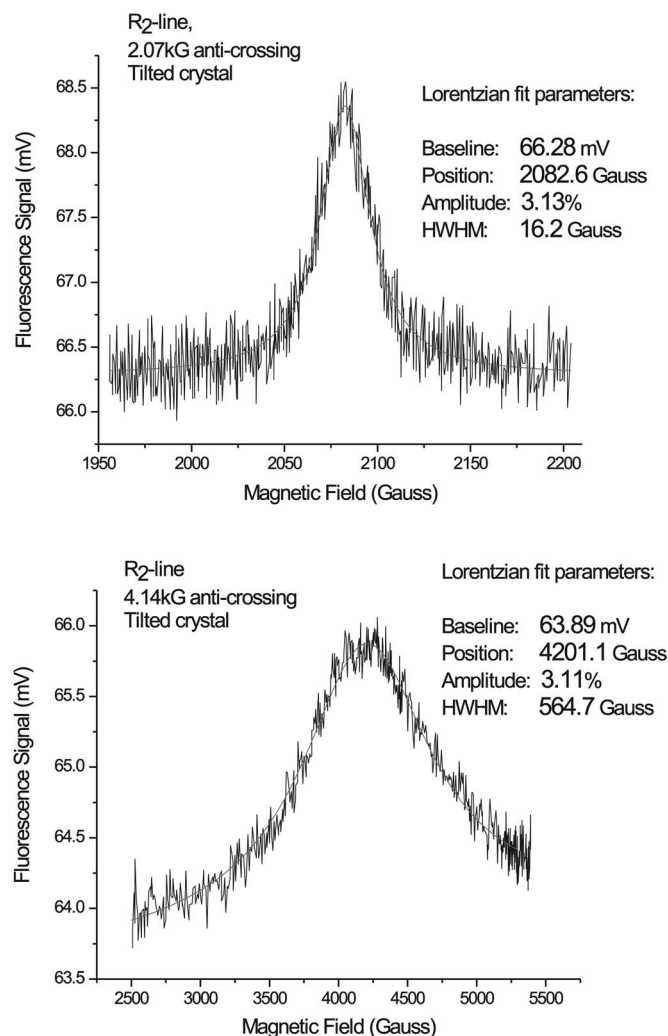 R2-line,
2.07kG anti-crossing
Tilted crystal
Lorentzian fit parameters:
Baseline: 66.28 mV
Position: 2082.6 Gauss
Amplitude: 3.13%
HWHM: 16.2 Gauss
Fluorescence Signal (mV)
68.5
68.0
67.5
67.0
66.5
66.0
1950 2000 2050 2100 2150 2200
Magnetic Field (Gauss)
R2-line
4.14kG anti-crossing
Tilted crystal
Lorentzian fit parameters:
Baseline: 63.89 mV
Position: 4201.1 Gauss
Amplitude: 3.11%
HWHM: 564.7 Gauss
Fluorescence Signal (mV)
66.0
65.5
65.0
64.5
64.0
63.5
2500 3000 3500 4000 4500 5000 5500
Magnetic Field (Gauss)